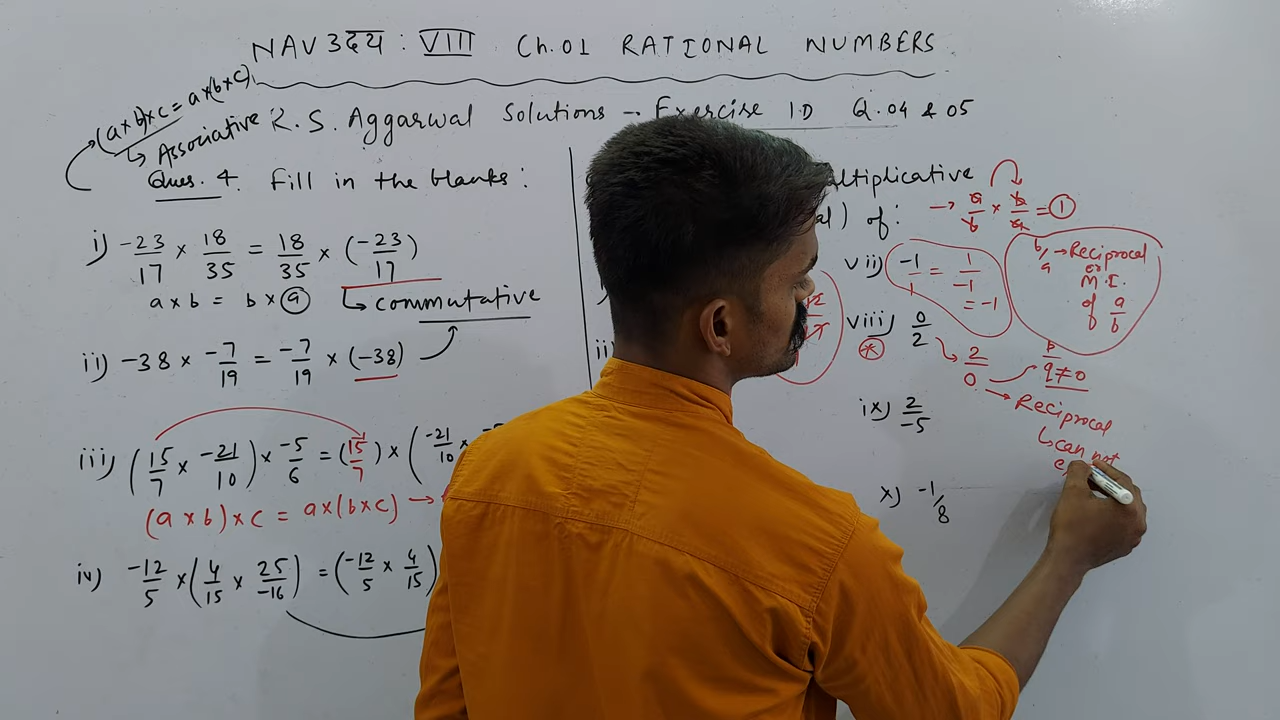 NAV उदय : VIII Ch.01 RATIONAL NUMBERS
(a×b)×c = a×(b×c)
↳ Associative
R.S. Aggarwal Solutions – Exercise 1D Q.04 & 05
Ques. 4. Fill in the blanks :
i) -23/17 × 18/35 = 18/35 × (-23/17)
a×b = b×a ↳ commutative
ii) -38 × -7/19 = -7/19 × (-38)
iii) (15/7 × -21/10) × -5/6 = (15/7) × (-21/10 ×
(a×b)×c = a×(b×c) →
iv) -12/5 × (4/15 × 25/-16) = (-12/5 × 4/15)
ltiplicative
) of :
→ a/b × b/a = 1
vii) -1/1 = 1/-1 = -1
b/a → Reciprocal
or
M.I.
of a/b
viii) 0/2 → 2/0 → p/q q≠0
*
→ Reciprocal
↳ can not
ix) 2/-5
x) -1/8